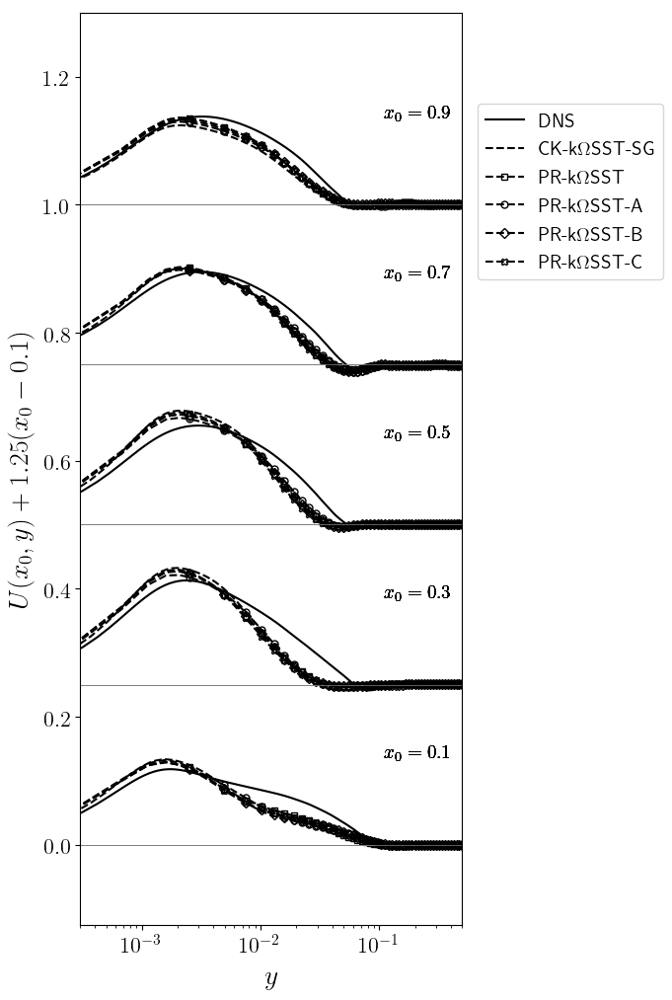 1.2
1.0
0.8
0.6
0.4
0.2
0.0
U(x₀, y) + 1.25(x₀ − 0.1)
x₀ = 0.9
x₀ = 0.7
x₀ = 0.5
x₀ = 0.3
x₀ = 0.1
10⁻³ 10⁻² 10⁻¹
y
DNS
CK-kΩSST-SG
PR-kΩSST
PR-kΩSST-A
PR-kΩSST-B
PR-kΩSST-C